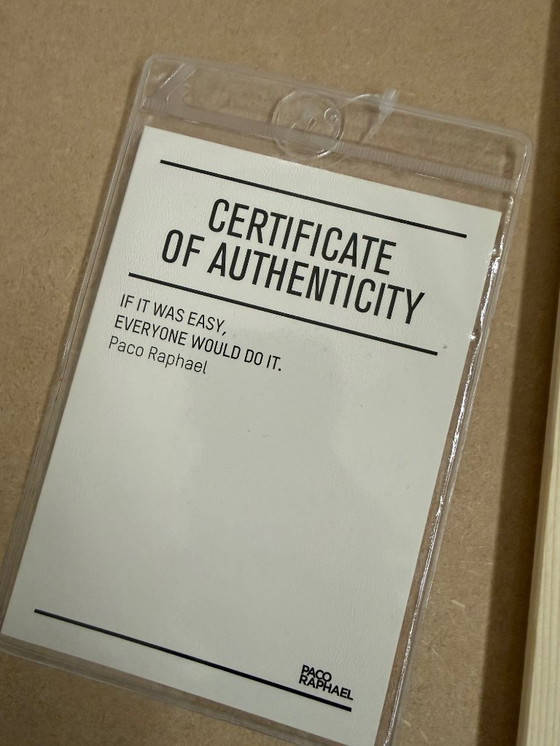 CERTIFICATE
OF AUTHENTICITY
IF IT WAS EASY,
EVERYONE WOULD DO IT.
Paco Raphael
PACO
RAPHAEL